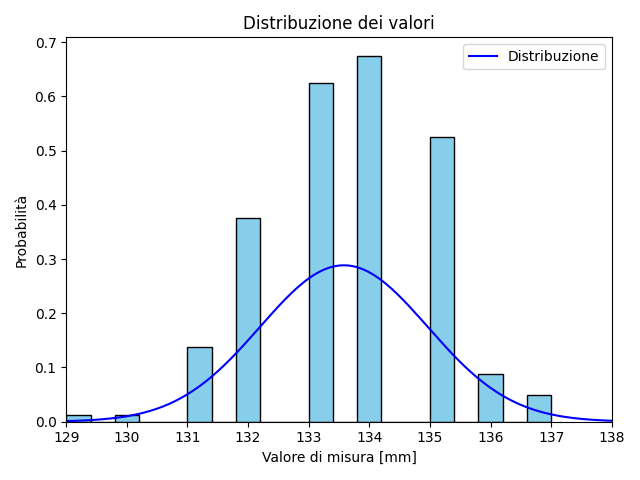 Distribuzione dei valori
Distribuzione
0.7
0.6
0.5
0.4
0.3
0.2
0.1
0.0
Probabilità
129 130 131 132 133 134 135 136 137 138
Valore di misura [mm]